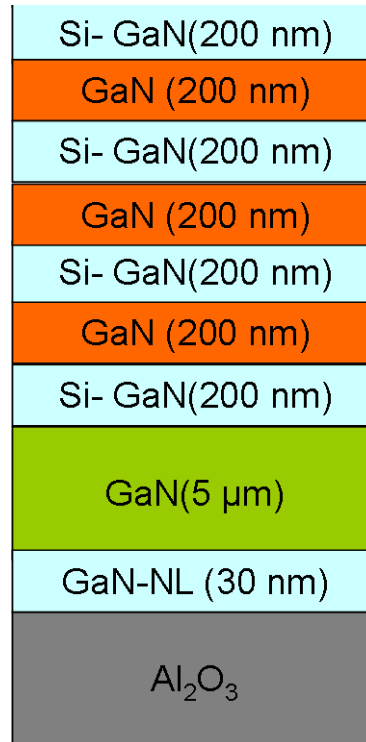 Si- GaN(200 nm)
GaN (200 nm)
Si- GaN(200 nm)
GaN (200 nm)
Si- GaN(200 nm)
GaN (200 nm)
Si- GaN(200 nm)
GaN(5 µm)
GaN-NL (30 nm)
Al₂O₃